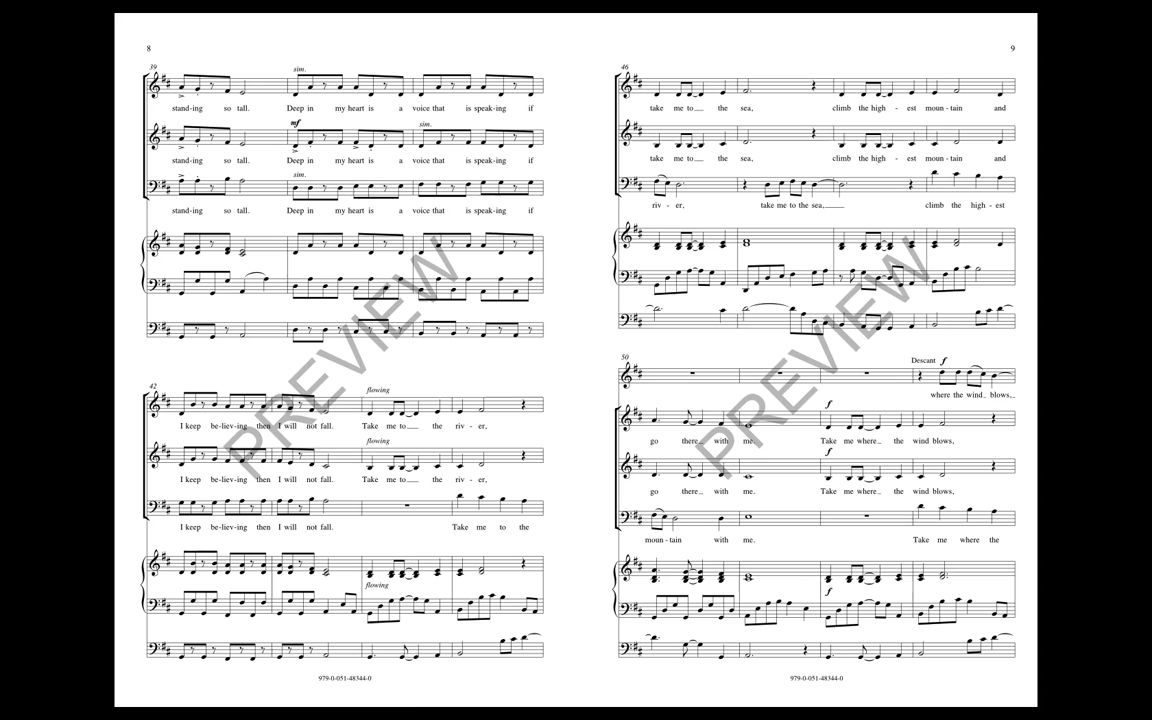 8
39
sim.
stand-ing so tall. Deep in my heart is a voice that is speak-ing if
mf
sim.
stand-ing so tall. Deep in my heart is a voice that is speak-ing if
sim.
stand-ing so tall. Deep in my heart is a voice that is speak-ing if
42
flowing
I keep be-liev-ing then I will not fall. Take me to the riv - er,
flowing
I keep be-liev-ing then I will not fall. Take me to the riv - er,
I keep be-liev-ing then I will not fall. Take me to the
flowing
979-0-051-48344-0
PREVIEW
9
46
take me to the sea, climb the high - est moun - tain and
take me to the sea, climb the high - est moun - tain and
riv - er, take me to the sea, climb the high - est
50
Descant f
where the wind blows,
f
go there with me. Take me where the wind blows,
f
go there with me. Take me where the wind blows,
moun - tain with me. Take me where the
f
979-0-051-48344-0
PREVIEW